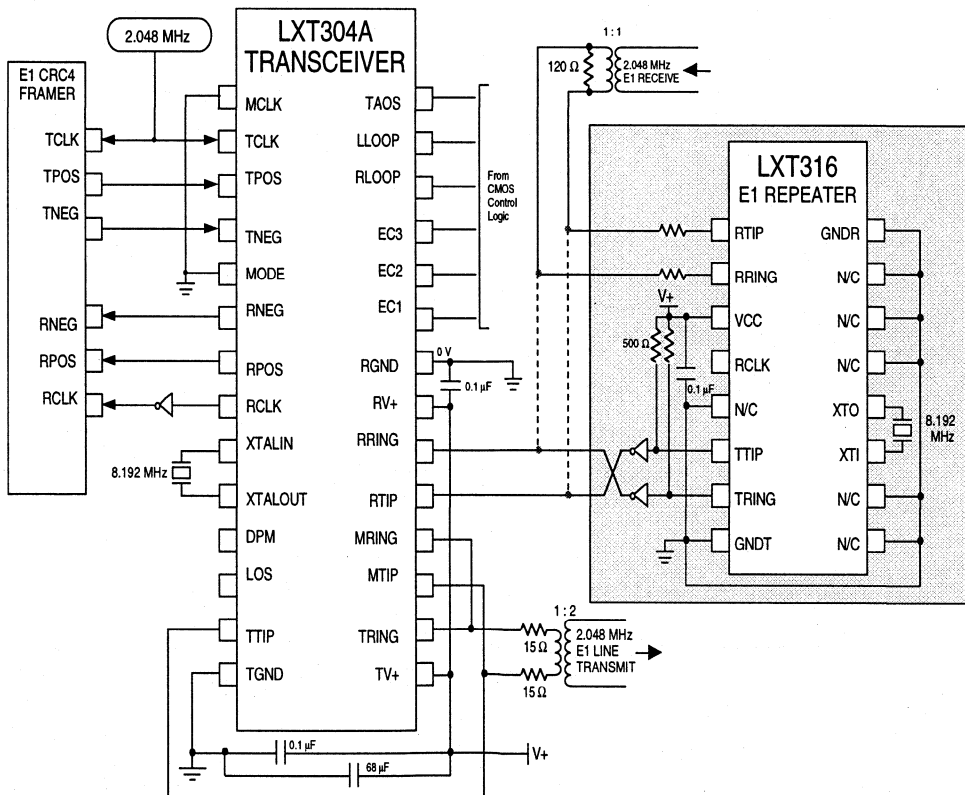 2.048 MHz
E1 CRC4
FRAMER
TCLK
TPOS
TNEG
RNEG
RPOS
RCLK
LXT304A
TRANSCEIVER
MCLK
TCLK
TPOS
TNEG
MODE
RNEG
RPOS
RCLK
XTALIN
8.192 MHz
XTALOUT
DPM
LOS
TTIP
TGND
TAOS
LLOOP
RLOOP
EC3
EC2
EC1
RGND
RV+
RRING
RTIP
MRING
MTIP
TRING
TV+
From
CMOS
Control
Logic
0 V
0.1 µF
1 : 1
120 Ω
2.048 MHz
E1 RECEIVE
LXT316
E1 REPEATER
RTIP
RRING
VCC
RCLK
N/C
TTIP
TRING
GNDT
GNDR
N/C
N/C
N/C
XTO
XTI
N/C
N/C
V+
500 Ω
0.1 µF
8.192
MHz
1 : 2
15 Ω
15 Ω
2.048 MHz
E1 LINE
TRANSMIT
0.1 µF
68 µF
V+